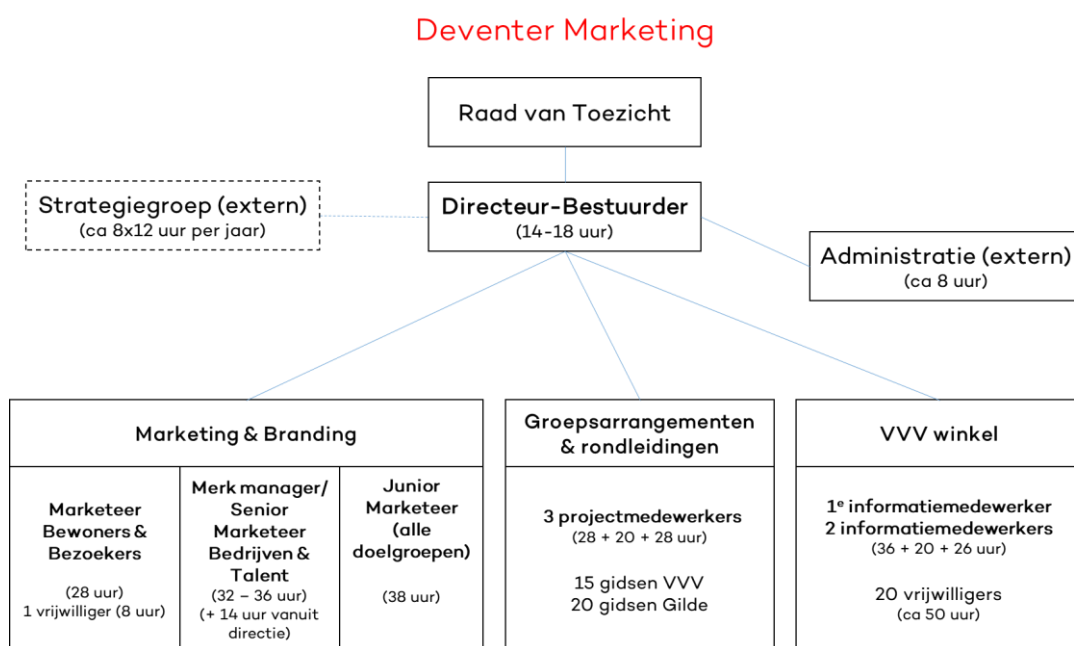 Deventer Marketing
Raad van Toezicht
Strategiegroep (extern)
(ca 8x12 uur per jaar)
Directeur-Bestuurder
(14-18 uur)
Administratie (extern)
(ca 8 uur)
Marketing & Branding
Marketeer
Bewoners &
Bezoekers
(28 uur)
1 vrijwilliger (8 uur)
Merk manager/
Senior
Marketeer
Bedrijven &
Talent
(32 – 36 uur)
(+ 14 uur vanuit
directie)
Junior
Marketeer
(alle
doelgroepen)
(38 uur)
Groepsarrangementen
& rondleidingen
3 projectmedewerkers
(28 + 20 + 28 uur)
15 gidsen VVV
20 gidsen Gilde
VVV winkel
1e informatiemedewerker
2 informatiemedewerkers
(36 + 20 + 26 uur)
20 vrijwilligers
(ca 50 uur)